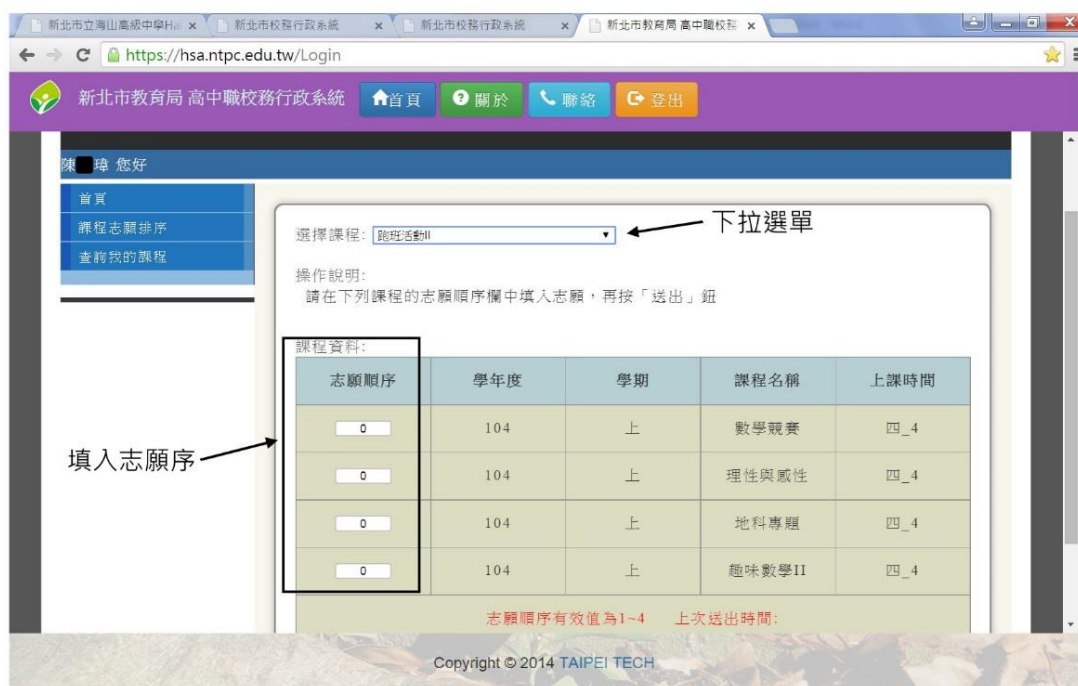 新北市立海山高級中學Ha
新北市校務行政系統
新北市校務行政系統
新北市教育局 高中職校務
https://hsa.ntpc.edu.tw/Login
新北市教育局 高中職校務行政系統
首頁
關於
聯絡
登出
陳 瑋 您好
首頁
課程志願排序
查詢我的課程
選擇課程: 跑班活動II
下拉選單
操作說明:
請在下列課程的志願順序欄中填入志願，再按「送出」鈕
課程資料:
志願順序 學年度 學期 課程名稱 上課時間
0 104 上 數學競賽 四_4
0 104 上 理性與感性 四_4
填入志願序
0 104 上 地科專題 四_4
0 104 上 趣味數學II 四_4
志願順序有效值為1~4 上次送出時間:
Copyright © 2014 TAIPEI TECH